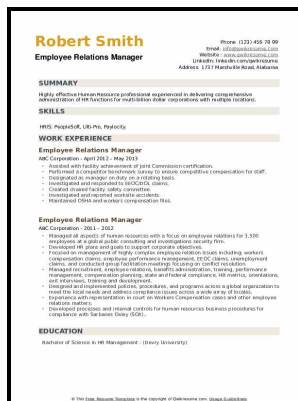 Robert Smith
Employee Relations Manager
Phone (123) 456 78 99
Email: info@qwikresume.com
Website: www.qwikresume.com
LinkedIn: linkedin.com/qwikresume
Address: 1737 Marshville Road, Alabama
SUMMARY
Highly effective Human Resource professional experienced in delivering comprehensive
administration of HR functions for multi-billion dollar corporations with multiple locations.
SKILLS
HRIS: PeopleSoft, Ulti-Pro, Paylocity.
WORK EXPERIENCE
Employee Relations Manager
ABC Corporation - April 2012 – May 2013
• Assisted with facility achievement of Joint Commission certification.
• Performed a competitor benchmark survey to ensure competitive compensation for staff.
• Designated as manager on duty on a rotating basis.
• Investigated and responded to EEOC/DOL claims.
• Created chaired facility safety committee.
• Investigated and reported worksite accidents.
• Maintained OSHA and workers compensation files.
Employee Relations Manager
ABC Corporation - 2011 – 2012
• Managed all aspects of human resources with a focus on employee relations for 1,500
employees at a global public consulting and investigations security firm.
• Developed HR plans and goals to support corporate objectives.
• Focused on management of highly complex employee relation issues including; workers
compensation claims, employee performance management, EEOC claims, unemployment
claims, and conducted group facilitation meetings focusing on conflict resolution.
• Managed recruitment, employee relations, benefits administration, training, performance
management, compensation planning, state and federal compliance, HR metrics, orientations,
exit interviews, training and development.
• Designed and implemented policies, procedures, and programs across a global organization to
meet the local needs and address compliance issues across a wide array of locales.
• Experience with representation in court on Workers Compensation cases and other employee
relations matters.
• Developed processes and internal controls for human resources business procedures for
compliance with Sarbanes Oxley (SOX)..
EDUCATION
Bachelor of Science in HR Management - (Devry University)
© This Free Resume Template is the copyright of Qwikresume.com. Usage Guidelines